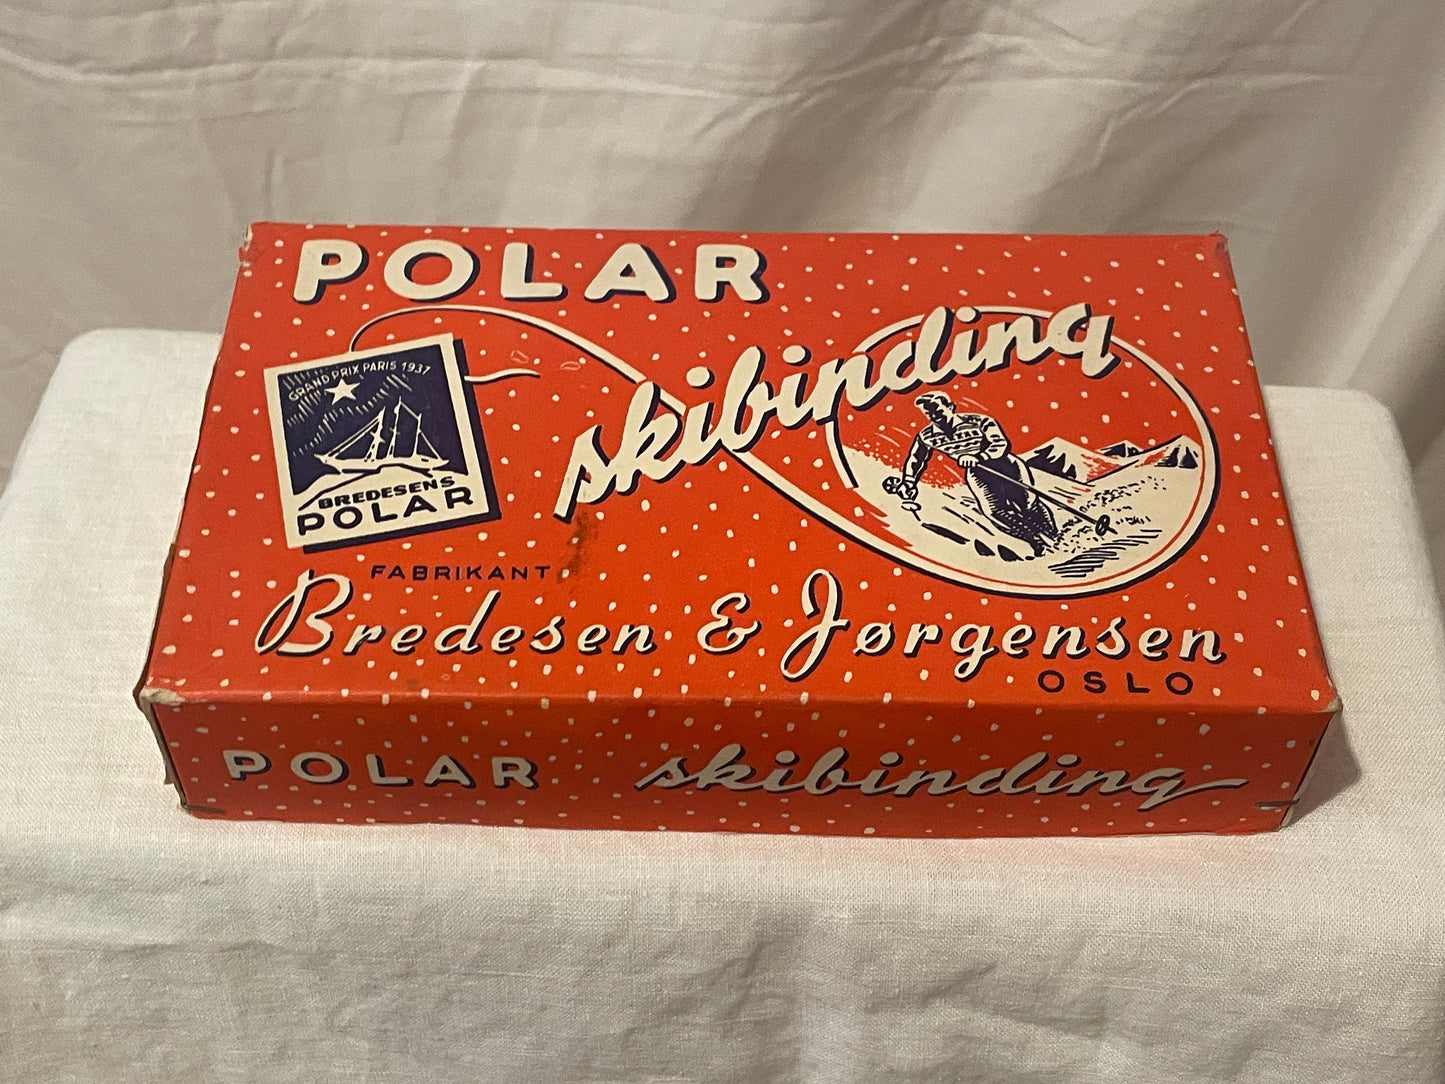 POLAR
skibinding
GRAND PRIX PARIS 1937
BREDESENS
POLAR
FABRIKANT
Bredesen & Jørgensen
OSLO
POLAR skibinding